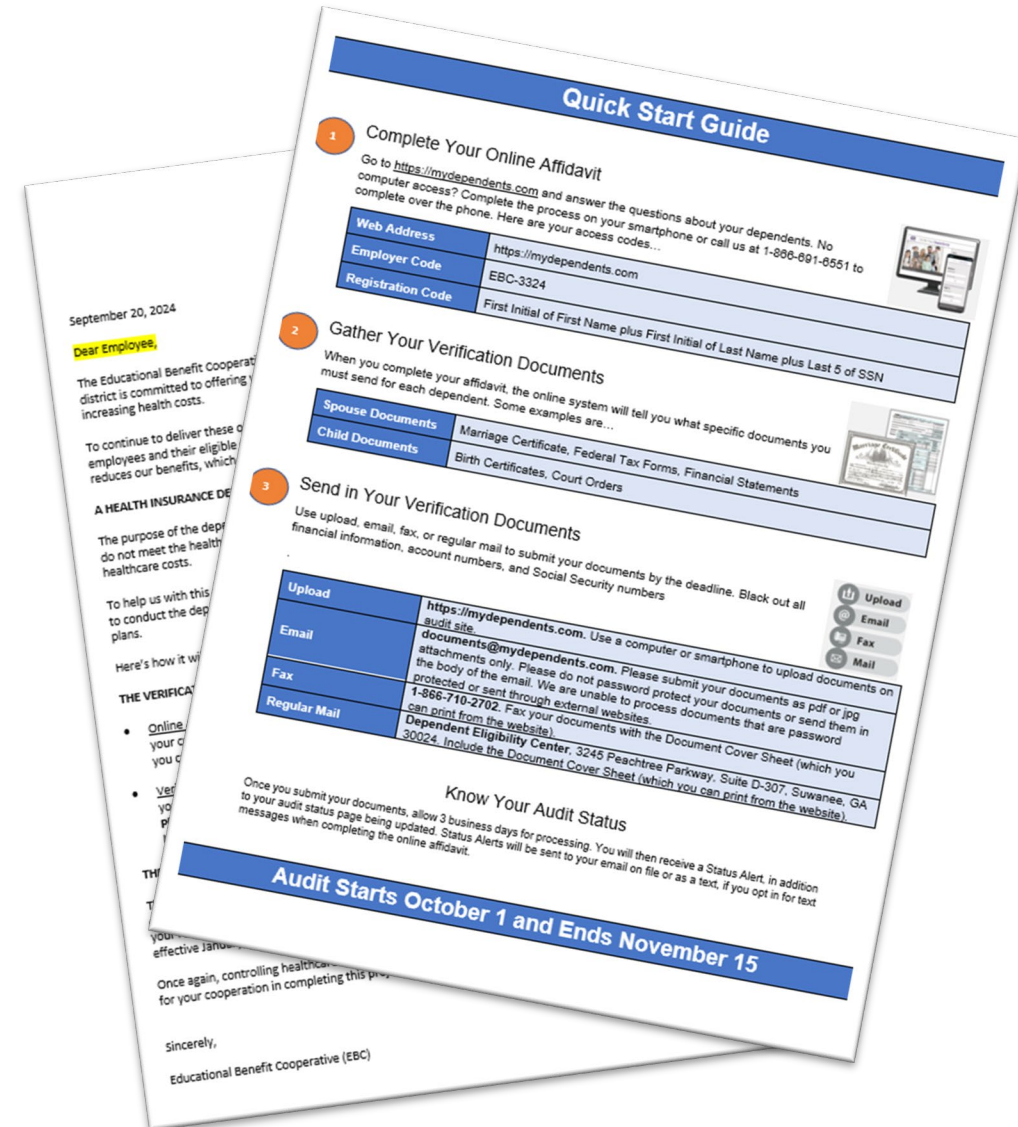 Quick Start Guide
1
Complete Your Online Affidavit
Go to https://mydependents.com and answer the questions about your dependents. No
computer access? Complete the process on your smartphone or call us at 1-866-691-6551 to
complete over the phone. Here are your access codes…
Web Address https://mydependents.com
Employer Code EBC-3324
Registration Code First Initial of First Name plus First Initial of Last Name plus Last 5 of SSN
2
Gather Your Verification Documents
When you complete your affidavit, the online system will tell you what specific documents you
must send for each dependent. Some examples are…
Spouse Documents Marriage Certificate, Federal Tax Forms, Financial Statements
Child Documents Birth Certificates, Court Orders
3
Send in Your Verification Documents
Use upload, email, fax, or regular mail to submit your documents by the deadline. Black out all
financial information, account numbers, and Social Security numbers
.
Upload
Email
Fax
Mail
Upload https://mydependents.com. Use a computer or smartphone to upload documents on
audit site.
Email documents@mydependents.com. Please submit your documents as pdf or jpg
attachments only. Please do not password protect your documents or send them in
the body of the email. We are unable to process documents that are password
protected or sent through external websites.
Fax 1-866-710-2702. Fax your documents with the Document Cover Sheet (which you
can print from the website).
Regular Mail Dependent Eligibility Center, 3245 Peachtree Parkway, Suite D-307, Suwanee, GA
30024. Include the Document Cover Sheet (which you can print from the website).
Know Your Audit Status
Once you submit your documents, allow 3 business days for processing. You will then receive a Status Alert, in addition
to your audit status page being updated. Status Alerts will be sent to your email on file or as a text, if you opt in for text
messages when completing the online affidavit.
Audit Starts October 1 and Ends November 15
September 20, 2024
Dear Employee,
The Educational Benefit Cooperati
district is committed to offering
increasing health costs.
To continue to deliver these o
employees and their eligible
reduces our benefits, which
A HEALTH INSURANCE DE
The purpose of the dep
do not meet the health
healthcare costs.
To help us with this
to conduct the dep
plans.
Here's how it wi
THE VERIFICA
• Online
your c
you c
• Ver
yo
TH
T
your
effective Janu
Once again, controlling healthcar
for your cooperation in completing this proj
Sincerely,
Educational Benefit Cooperative (EBC)